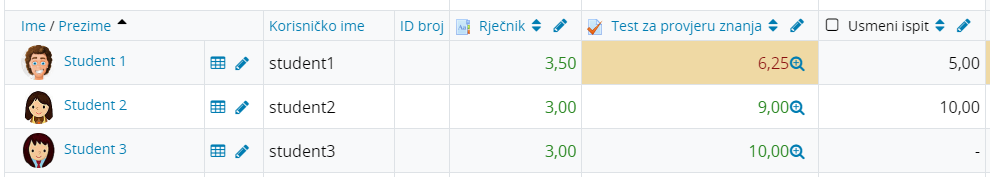 Ime / Prezime Korisničko ime ID broj Rječnik Test za provjeru znanja Usmeni ispit
Student 1 student1 3,50 6,25 5,00
Student 2 student2 3,00 9,00 10,00
Student 3 student3 3,00 10,00 -